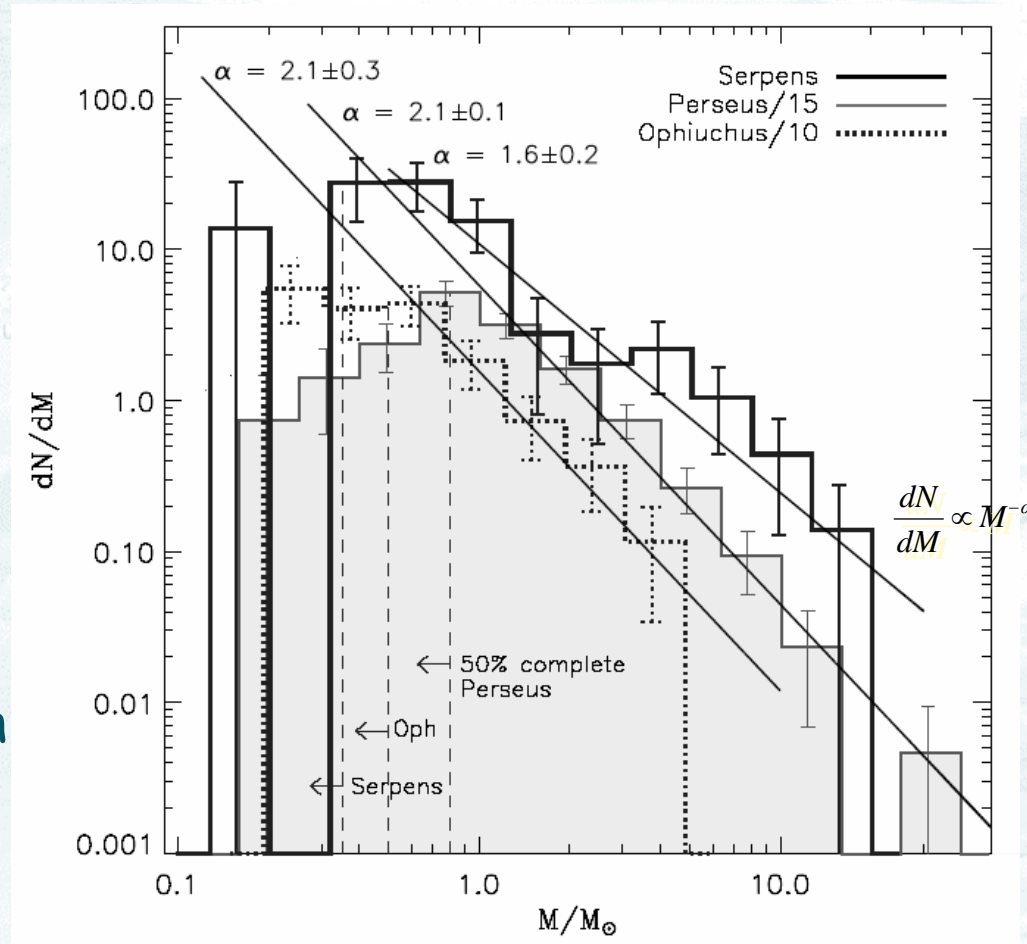 α = 2.1±0.3
α = 2.1±0.1
α = 1.6±0.2
Serpens
Perseus/15
Ophiuchus/10
100.0
10.0
1.0
0.10
0.01
0.001
dN/dM
dN/dM ∝ M^-α
50% complete
Perseus
Oph
Serpens
0.1 1.0 10.0
M/M☉